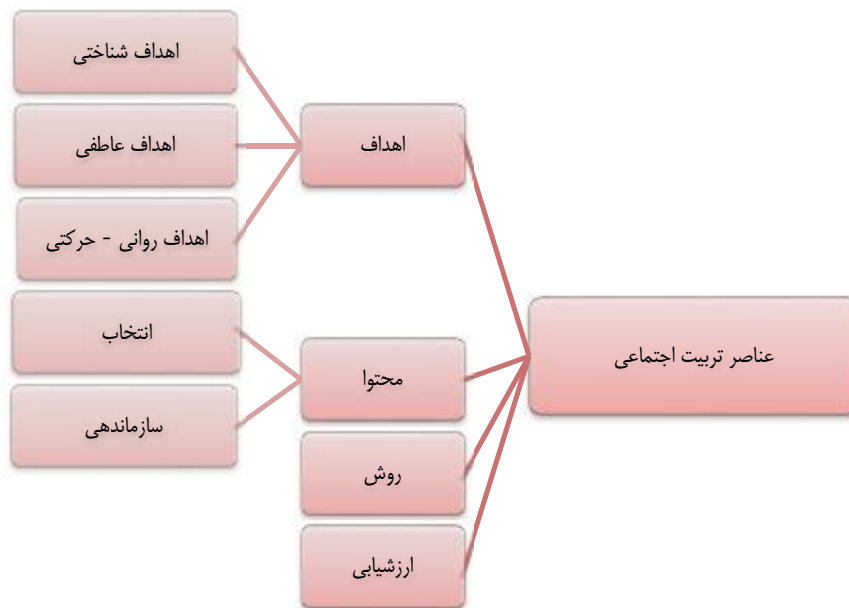 عناصر تربیت اجتماعی
اهداف
اهداف شناختی
اهداف عاطفی
اهداف روانی - حرکتی
محتوا
انتخاب
سازماندهی
روش
ارزشیابی